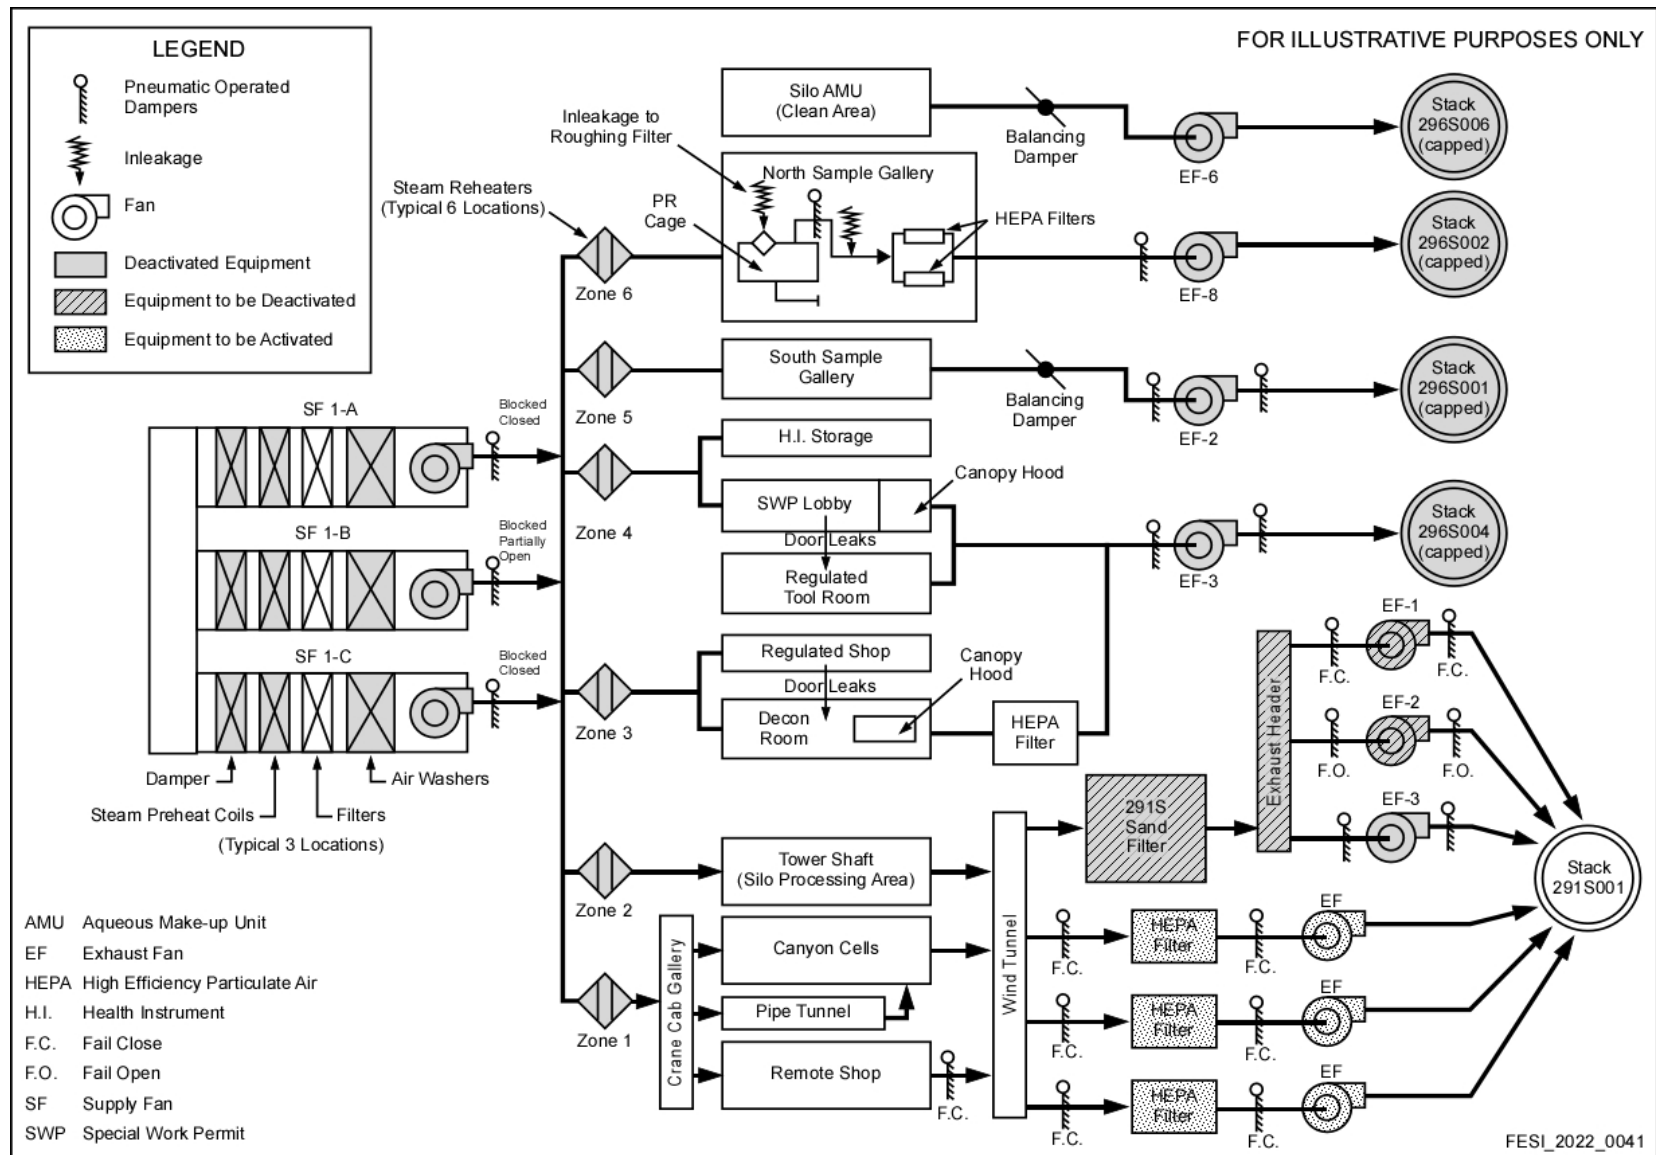 LEGEND
Pneumatic Operated
Dampers
Inleakage
Fan
Deactivated Equipment
Equipment to be Deactivated
Equipment to be Activated
FOR ILLUSTRATIVE PURPOSES ONLY
Silo AMU
(Clean Area)
Balancing
Damper
EF-6
Stack
296S006
(capped)
Inleakage to
Roughing Filter
Steam Reheaters
(Typical 6 Locations)
PR
Cage
North Sample Gallery
HEPA Filters
Zone 6
EF-8
Stack
296S002
(capped)
South Sample
Gallery
Balancing
Damper
Zone 5
EF-2
Stack
296S001
(capped)
H.I. Storage
SWP Lobby
Canopy Hood
Door Leaks
Regulated
Tool Room
Zone 4
EF-3
Stack
296S004
(capped)
SF 1-A
Blocked
Closed
SF 1-B
Blocked
Partially
Open
SF 1-C
Blocked
Closed
Damper
Air Washers
Steam Preheat Coils
Filters
(Typical 3 Locations)
Regulated Shop
Door Leaks
Decon
Room
Canopy
Hood
HEPA
Filter
Zone 3
Exhaust Header
EF-1
F.C.
F.C.
EF-2
F.O.
F.O.
EF-3
291S
Sand
Filter
Stack
291S001
Tower Shaft
(Silo Processing Area)
Zone 2
Wind Tunnel
Crane Cab Gallery
Canyon Cells
Pipe Tunnel
Remote Shop
Zone 1
F.C.
F.C.
HEPA
Filter
F.C.
EF
F.C.
HEPA
Filter
F.C.
EF
F.C.
HEPA
Filter
F.C.
EF
AMU Aqueous Make-up Unit
EF Exhaust Fan
HEPA High Efficiency Particulate Air
H.I. Health Instrument
F.C. Fail Close
F.O. Fail Open
SF Supply Fan
SWP Special Work Permit
FESI_2022_0041